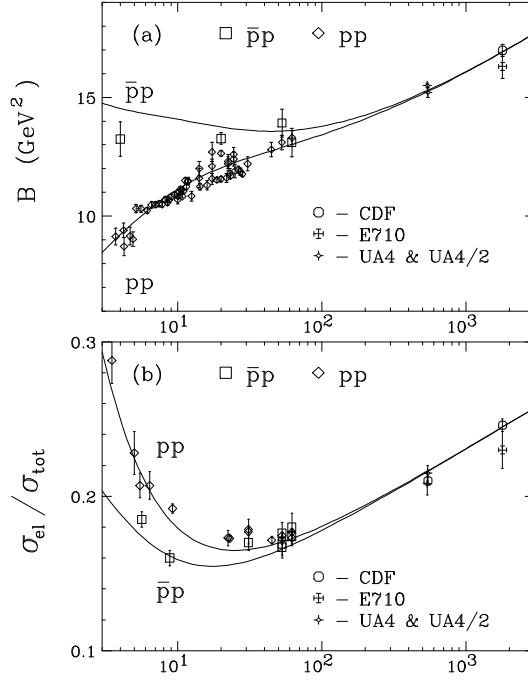 (a) □ p̄p ◇ pp
15
10
B (GeV²)
p̄p
pp
○ – CDF
– E710
– UA4 & UA4/2
10¹ 10² 10³
0.3
0.2
0.1
σel / σtot
(b) □ p̄p ◇ pp
pp
p̄p
○ – CDF
– E710
– UA4 & UA4/2
10¹ 10² 10³